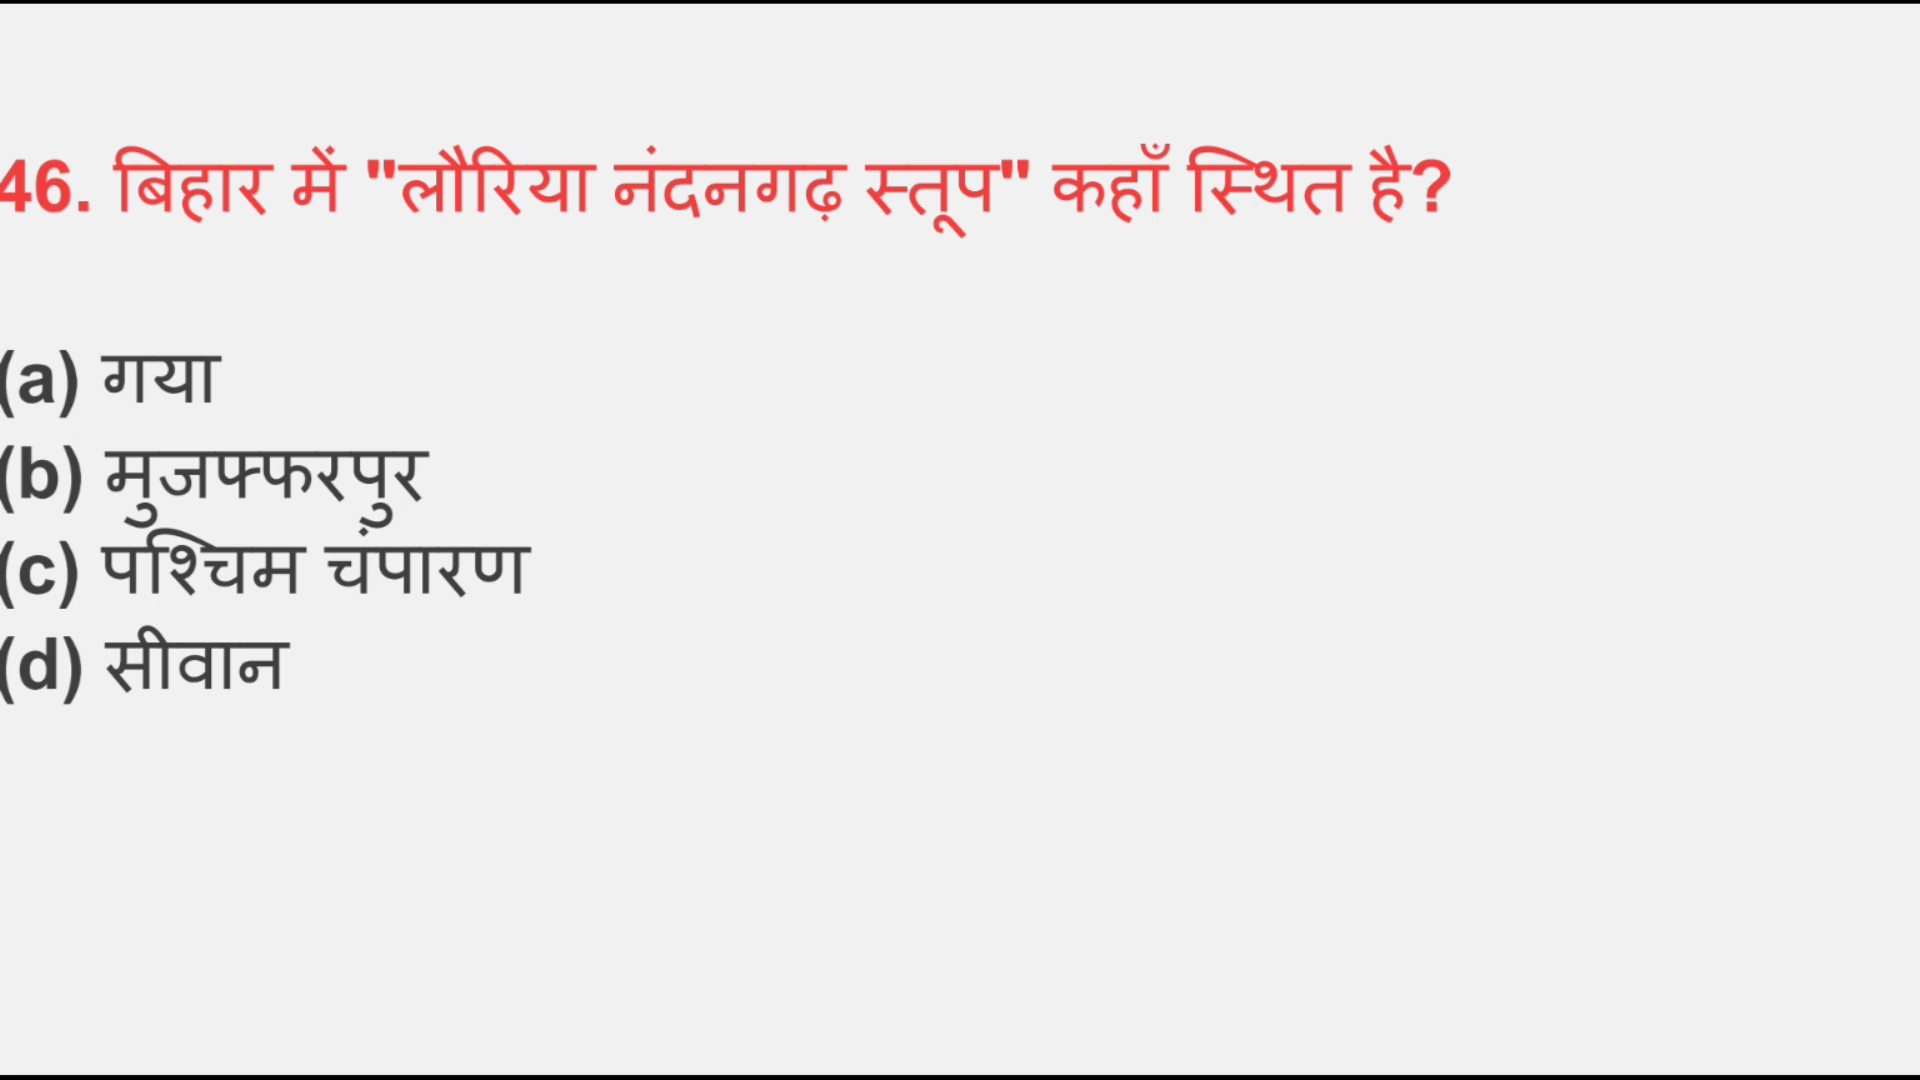 46. बिहार में "लौरिया नंदनगढ़ स्तूप" कहाँ स्थित है?
(a) गया
(b) मुजफ्फरपुर
(c) पश्चिम चंपारण
(d) सीवान